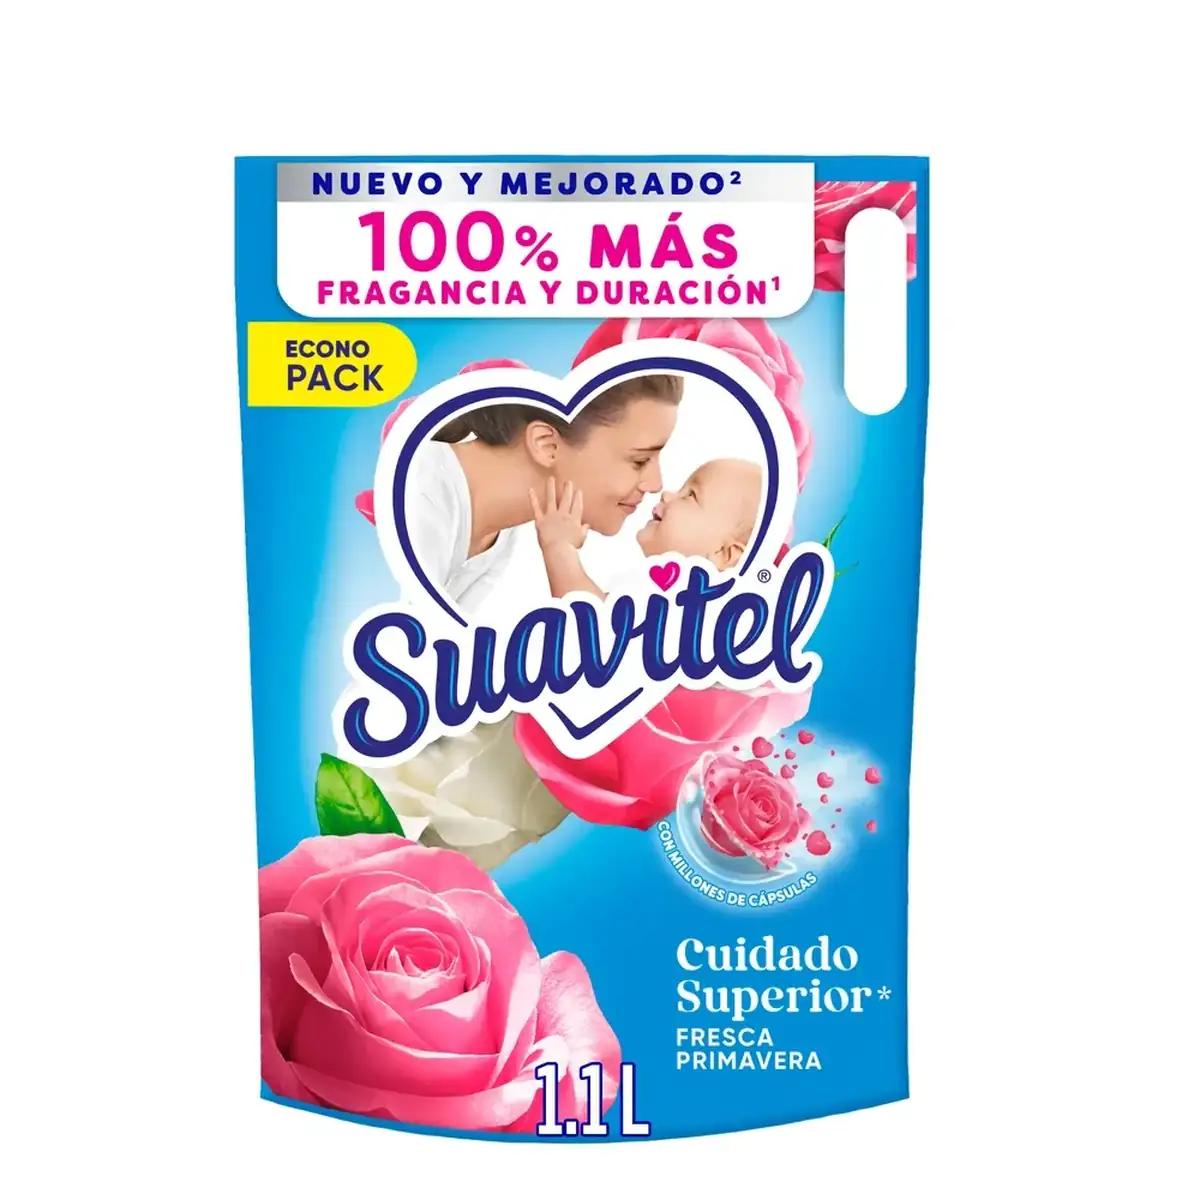 NUEVO Y MEJORADO²
100% MÁS
FRAGANCIA Y DURACIÓN¹
ECONO
PACK
Suavitel®
CON MILLONES DE CÁPSULAS
Cuidado
Superior*
FRESCA
PRIMAVERA
1.1 L